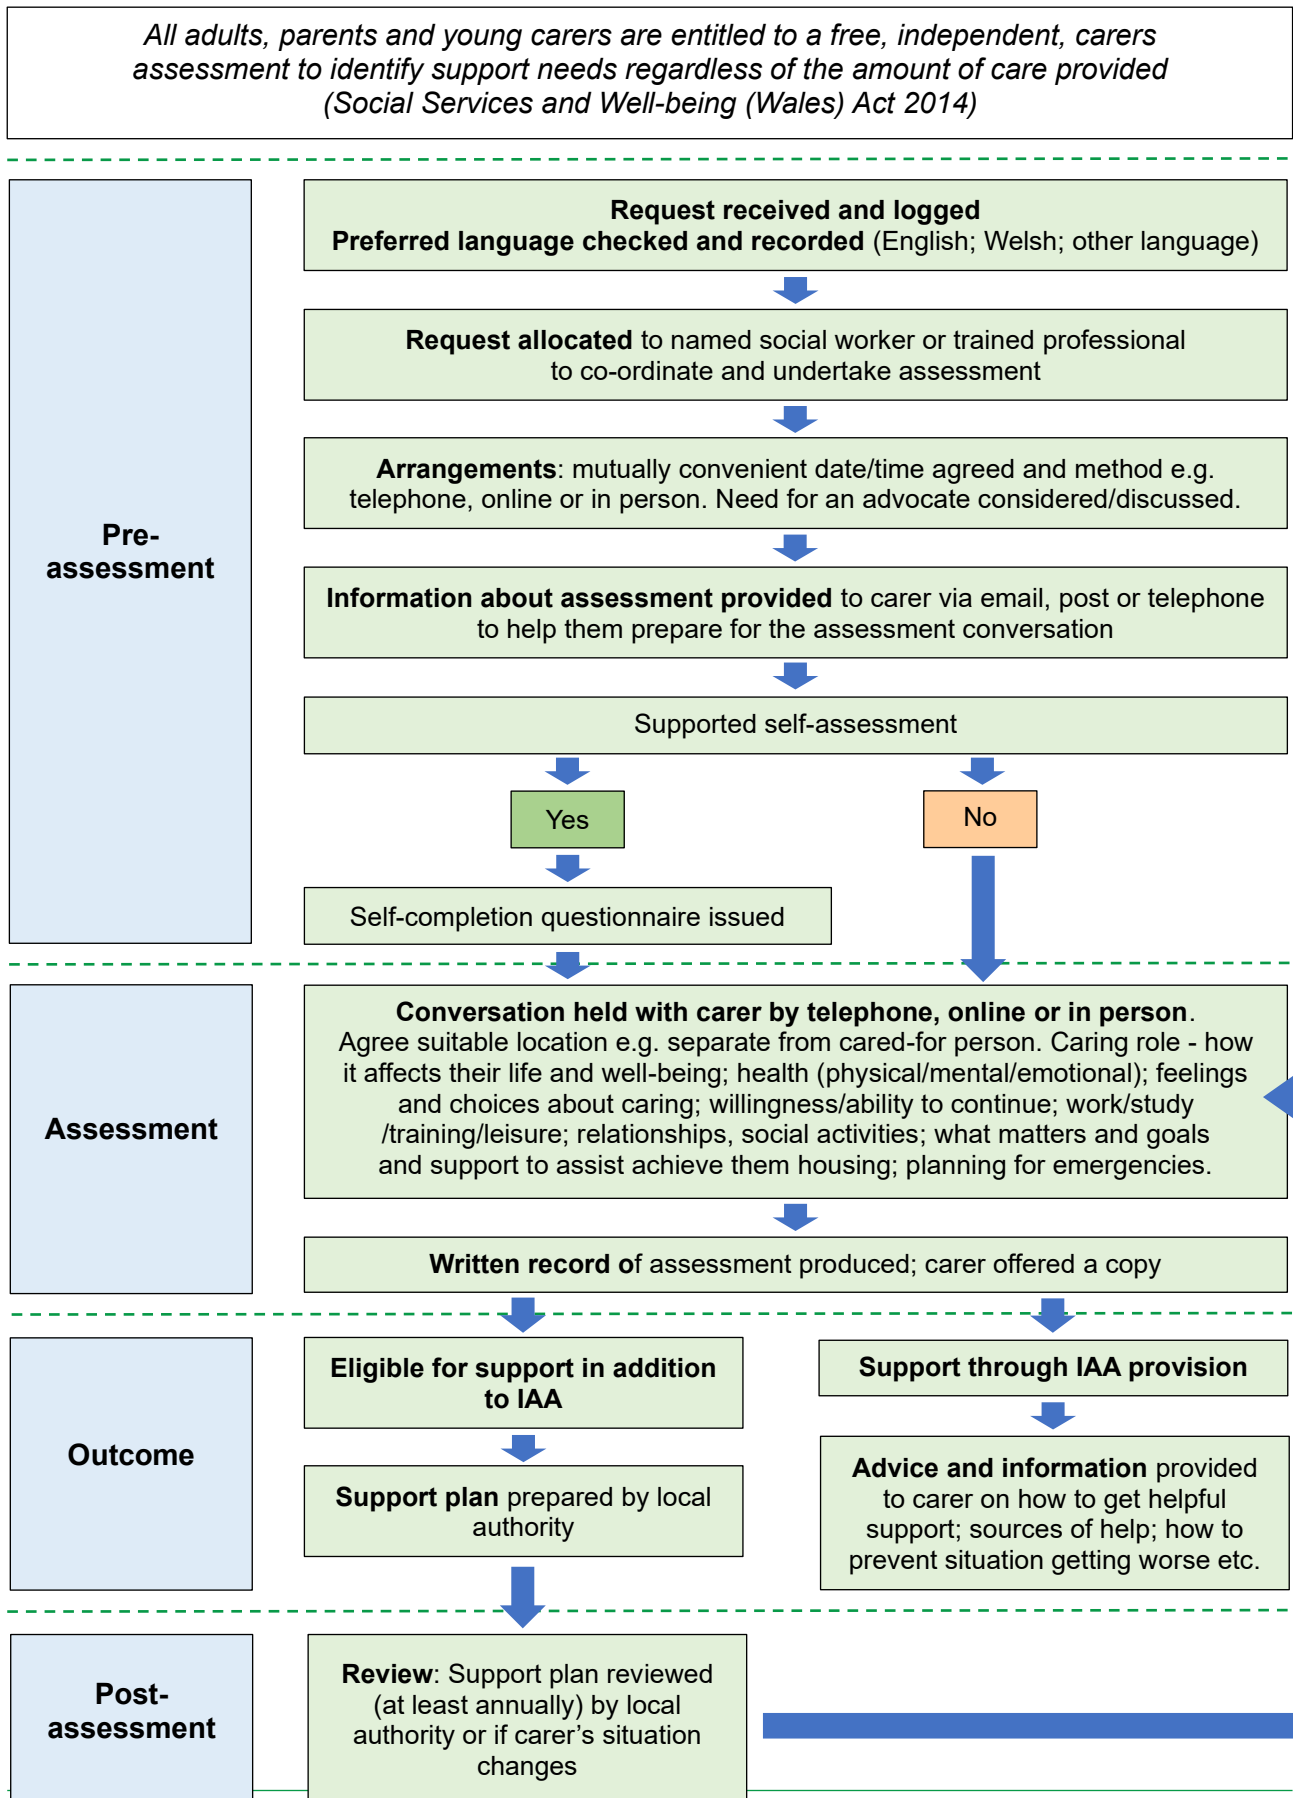 All adults, parents and young carers are entitled to a free, independent, carers
assessment to identify support needs regardless of the amount of care provided
(Social Services and Well-being (Wales) Act 2014)
Pre-
assessment
Request received and logged
Preferred language checked and recorded (English; Welsh; other language)
Request allocated to named social worker or trained professional
to co-ordinate and undertake assessment
Arrangements: mutually convenient date/time agreed and method e.g.
telephone, online or in person. Need for an advocate considered/discussed.
Information about assessment provided to carer via email, post or telephone
to help them prepare for the assessment conversation
Supported self-assessment
Yes
No
Self-completion questionnaire issued
Assessment
Conversation held with carer by telephone, online or in person.
Agree suitable location e.g. separate from cared-for person. Caring role - how
it affects their life and well-being; health (physical/mental/emotional); feelings
and choices about caring; willingness/ability to continue; work/study
/training/leisure; relationships, social activities; what matters and goals
and support to assist achieve them housing; planning for emergencies.
Written record of assessment produced; carer offered a copy
Outcome
Eligible for support in addition
to IAA
Support plan prepared by local
authority
Support through IAA provision
Advice and information provided
to carer on how to get helpful
support; sources of help; how to
prevent situation getting worse etc.
Post-
assessment
Review: Support plan reviewed
(at least annually) by local
authority or if carer’s situation
changes